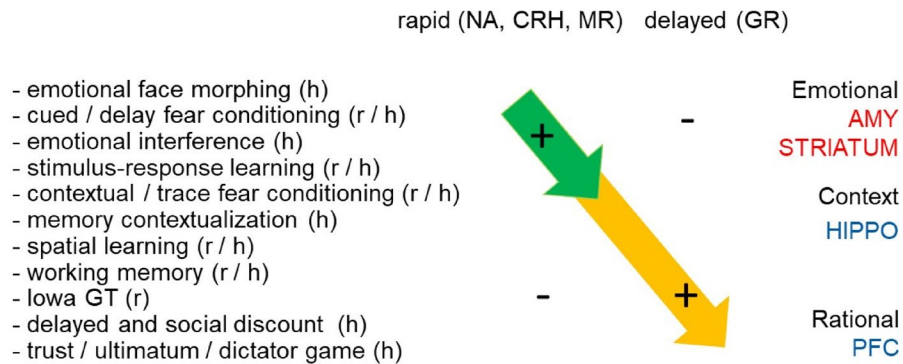 rapid (NA, CRH, MR) delayed (GR)
- emotional face morphing (h)
- cued / delay fear conditioning (r / h)
- emotional interference (h)
- stimulus-response learning (r / h)
- contextual / trace fear conditioning (r / h)
- memory contextualization (h)
- spatial learning (r / h)
- working memory (r / h)
- Iowa GT (r)
- delayed and social discount (h)
- trust / ultimatum / dictator game (h)
+
-
-
+
Emotional
AMY
STRIATUM
Context
HIPPO
Rational
PFC